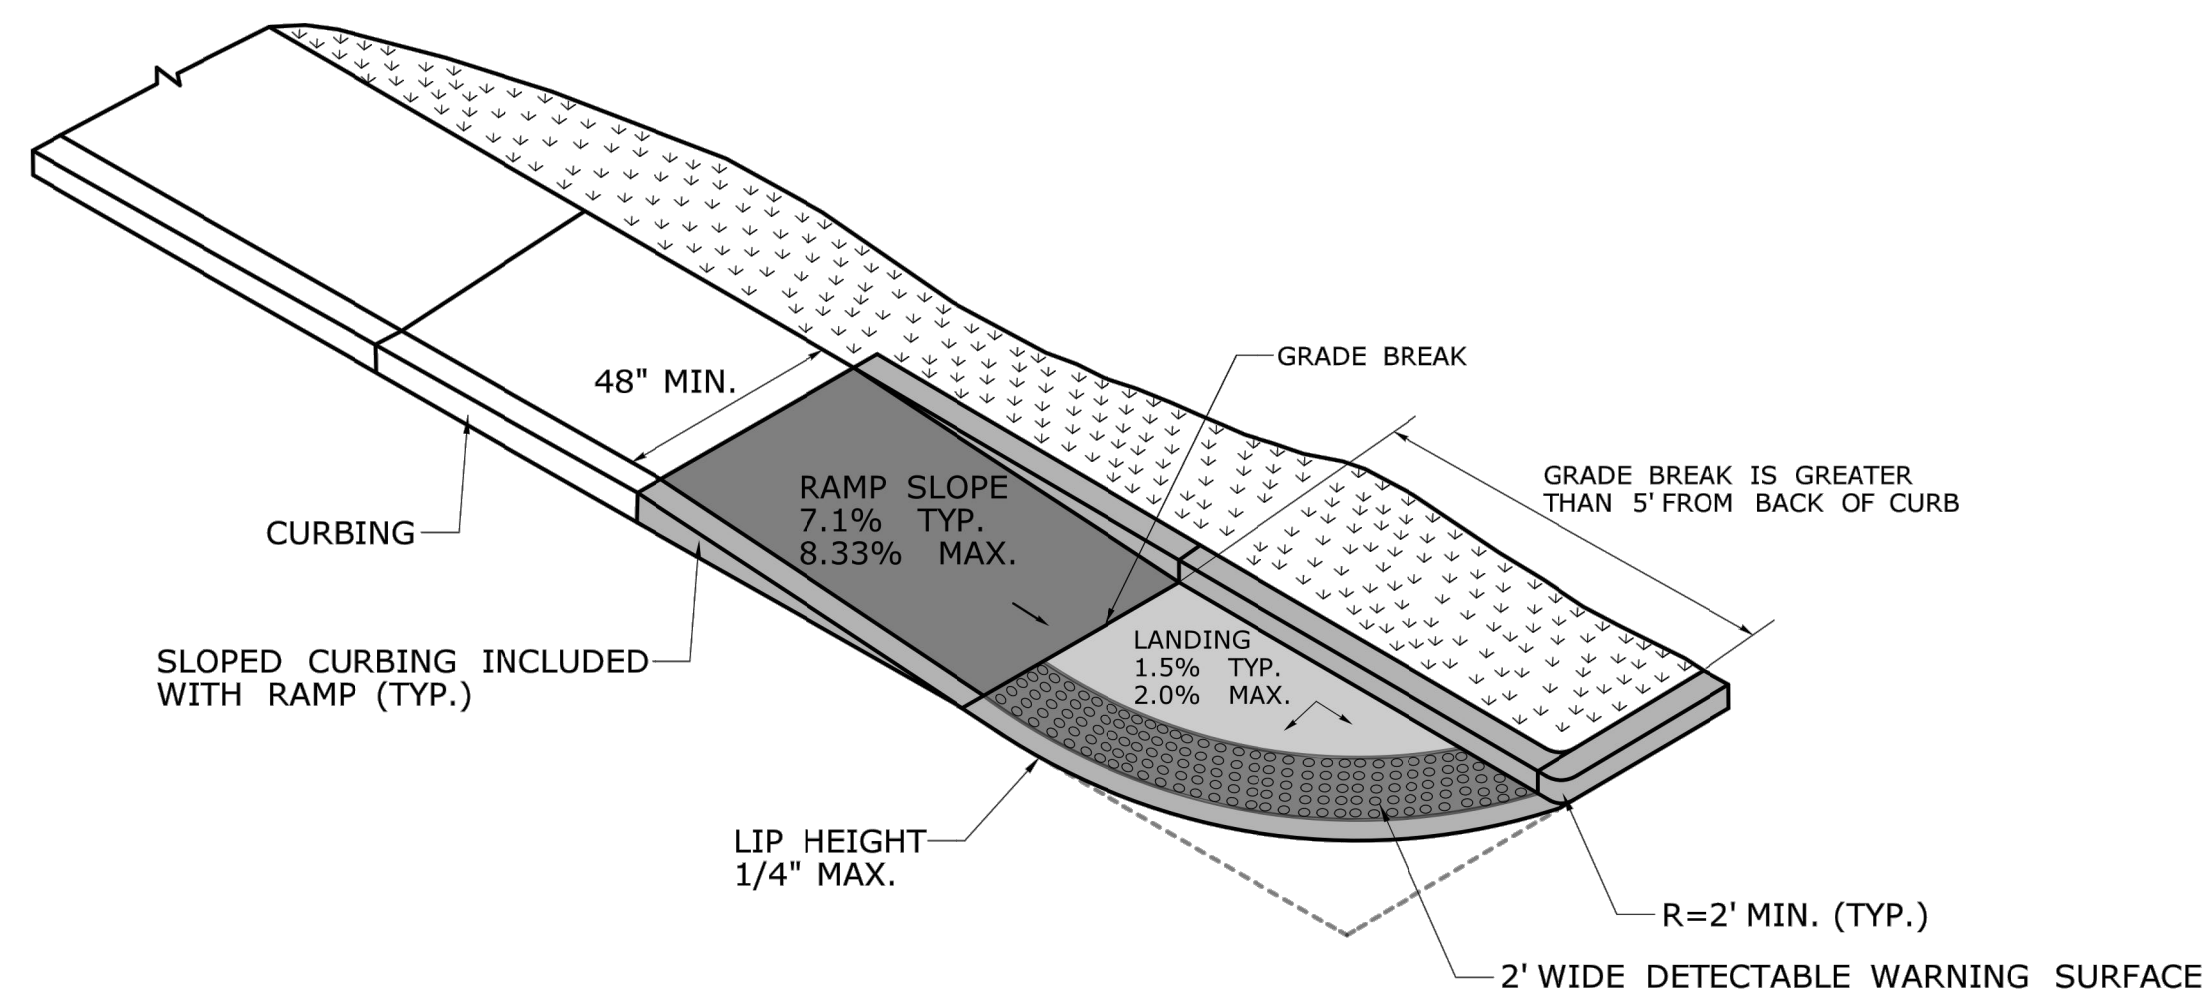 GRADE BREAK
48" MIN.
GRADE BREAK IS GREATER
THAN 5' FROM BACK OF CURB
RAMP SLOPE
7.1% TYP.
8.33% MAX.
CURBING
LANDING
1.5% TYP.
2.0% MAX.
SLOPED CURBING INCLUDED
WITH RAMP (TYP.)
LIP HEIGHT
1/4" MAX.
R=2' MIN. (TYP.)
2' WIDE DETECTABLE WARNING SURFACE